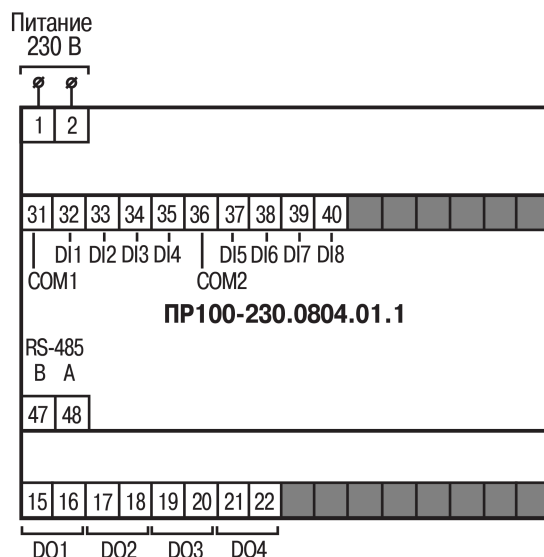 Питание
230 В
1 2
31 32 33 34 35 36 37 38 39 40
DI1 DI2 DI3 DI4 DI5 DI6 DI7 DI8
COM1 COM2
ПР100-230.0804.01.1
RS-485
B A
47 48
15 16 17 18 19 20 21 22
DO1 DO2 DO3 DO4